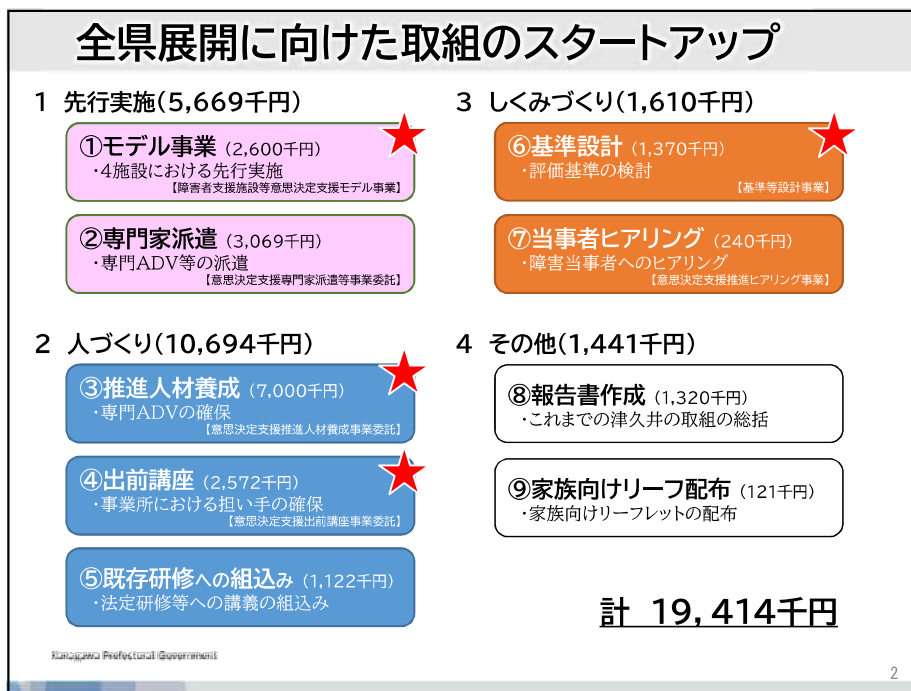 全県展開に向けた取組のスタートアップ
1 先行実施(5,669千円)
①モデル事業(2,600千円)
・4施設における先行実施
【障害者支援施設等意思決定支援モデル事業】
②専門家派遣(3,069千円)
・専門ADV等の派遣
【意思決定支援専門家派遣等事業委託】
2 人づくり(10,694千円)
③推進人材養成(7,000千円)
・専門ADVの確保
【意思決定支援推進人材養成事業委託】
④出前講座(2,572千円)
・事業所における担い手の確保
【意思決定支援出前講座事業委託】
⑤既存研修への組込み(1,122千円)
・法定研修等への講義の組込み
3 しくみづくり(1,610千円)
⑥基準設計(1,370千円)
・評価基準の検討
【基準等設計事業】
⑦当事者ヒアリング(240千円)
・障害当事者へのヒアリング
【意思決定支援推進ヒアリング事業】
4 その他(1,441千円)
⑧報告書作成(1,320千円)
・これまでの津久井の取組の総括
⑨家族向けリーフ配布(121千円)
・家族向けリーフレットの配布
計 19,414千円
Kanagawa Prefectural Government
2